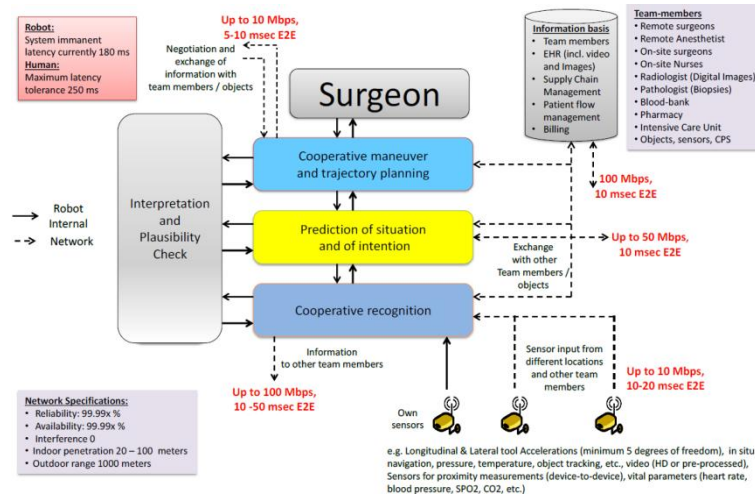 Robot:
System immanent
latency currently 180 ms
Human:
Maximum latency
tolerance 250 ms
Up to 10 Mbps,
5-10 msec E2E
Negotiation and
exchange of
information with
team members / objects
Surgeon
Information basis
• Team members
• EHR (incl. video
and Images)
• Supply Chain
Management
• Patient flow
management
• Billing
Team-members
• Remote surgeons
• Remote Anesthetist
• On-site surgeons
• On-site Nurses
• Radiologist (Digital Images)
• Pathologist (Biopsies)
• Blood-bank
• Pharmacy
• Intensive Care Unit
• Objects, sensors, CPS
Cooperative maneuver
and trajectory planning
100 Mbps,
10 msec E2E
Robot
Internal
Network
Interpretation
and
Plausibility
Check
Prediction of situation
and of intention
Up to 50 Mbps,
10 msec E2E
Exchange
with other
Team members /
objects
Cooperative recognition
Information
to other team members
Up to 100 Mbps,
10 -50 msec E2E
Sensor input from
different locations
and other team
members
Up to 10 Mbps,
10-20 msec E2E
Own
sensors
Network Specifications:
• Reliability: 99.99x %
• Availability: 99.99x %
• Interference 0
• Indoor penetration 20 – 100 meters
• Outdoor range 1000 meters
e.g. Longitudinal & Lateral tool Accelerations (minimum 5 degrees of freedom), in situ
navigation, pressure, temperature, object tracking, etc., video (HD or pre-processed),
Sensors for proximity measurements (device-to-device), vital parameters (heart rate,
blood pressure, SPO2, CO2, etc.)